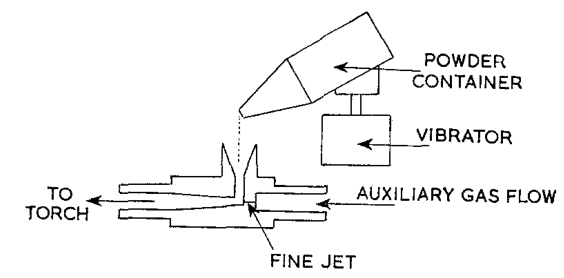 POWDER
CONTAINER
VIBRATOR
TO
TORCH
AUXILIARY GAS FLOW
FINE JET